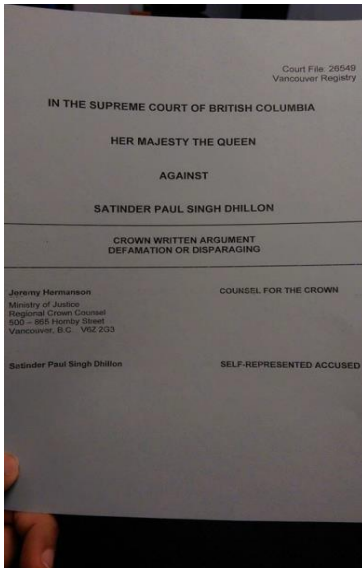 Court File: 26549
Vancouver Registry
IN THE SUPREME COURT OF BRITISH COLUMBIA
HER MAJESTY THE QUEEN
AGAINST
SATINDER PAUL SINGH DHILLON
CROWN WRITTEN ARGUMENT
DEFAMATION OR DISPARAGING
Jeremy Hermanson
COUNSEL FOR THE CROWN
Ministry of Justice
Regional Crown Counsel
500 – 865 Hornby Street
Vancouver, B.C. V6Z 2G3
Satinder Paul Singh Dhillon
SELF-REPRESENTED ACCUSED